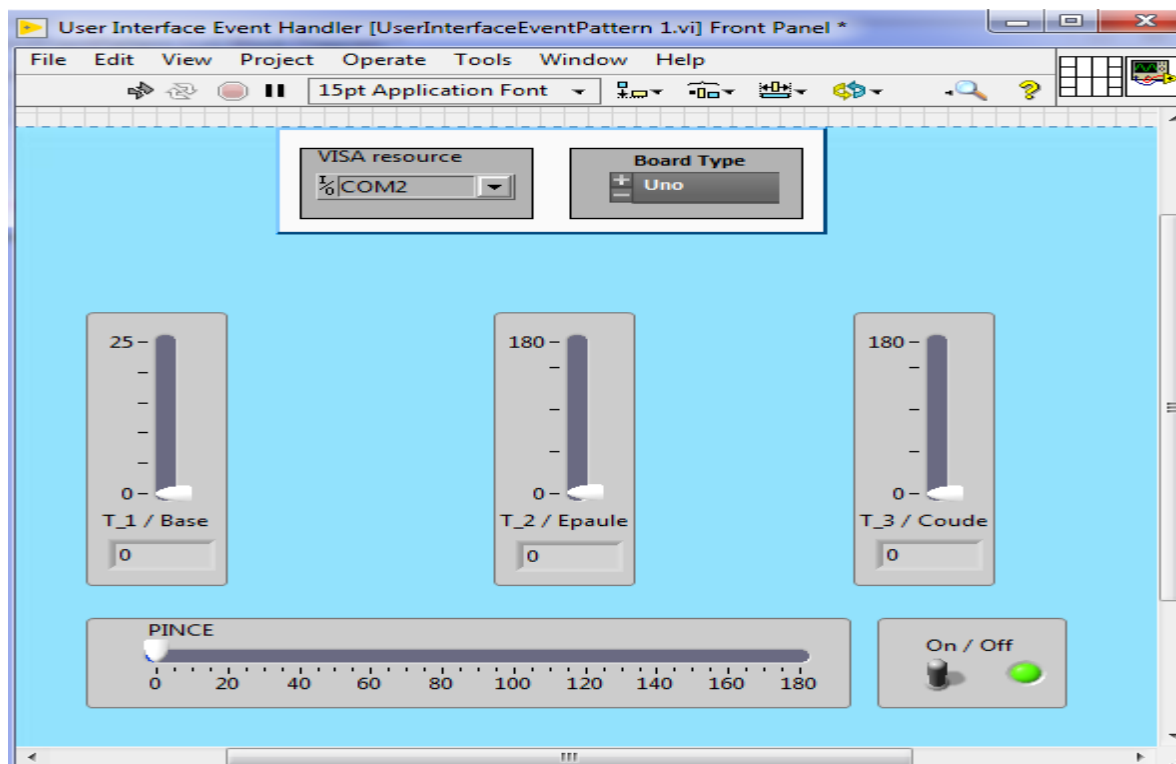 User Interface Event Handler [UserInterfaceEventPattern 1.vi] Front Panel *
File Edit View Project Operate Tools Window Help
15pt Application Font
VISA resource
COM2
Board Type
Uno
25
0
T_1 / Base
0
180
0
T_2 / Epaule
0
180
0
T_3 / Coude
0
PINCE
0 20 40 60 80 100 120 140 160 180
On / Off